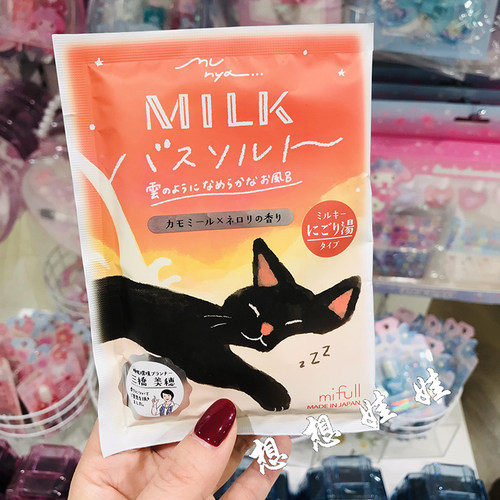 mu
nya...
MILK
バスソルト
雲のようになめらかなお風呂
カモミール×ネロリの香り
ミルキー
にごり湯
タイプ
zzz
三橋 美穂
mifull
MADE IN JAPAN
想想娃娃